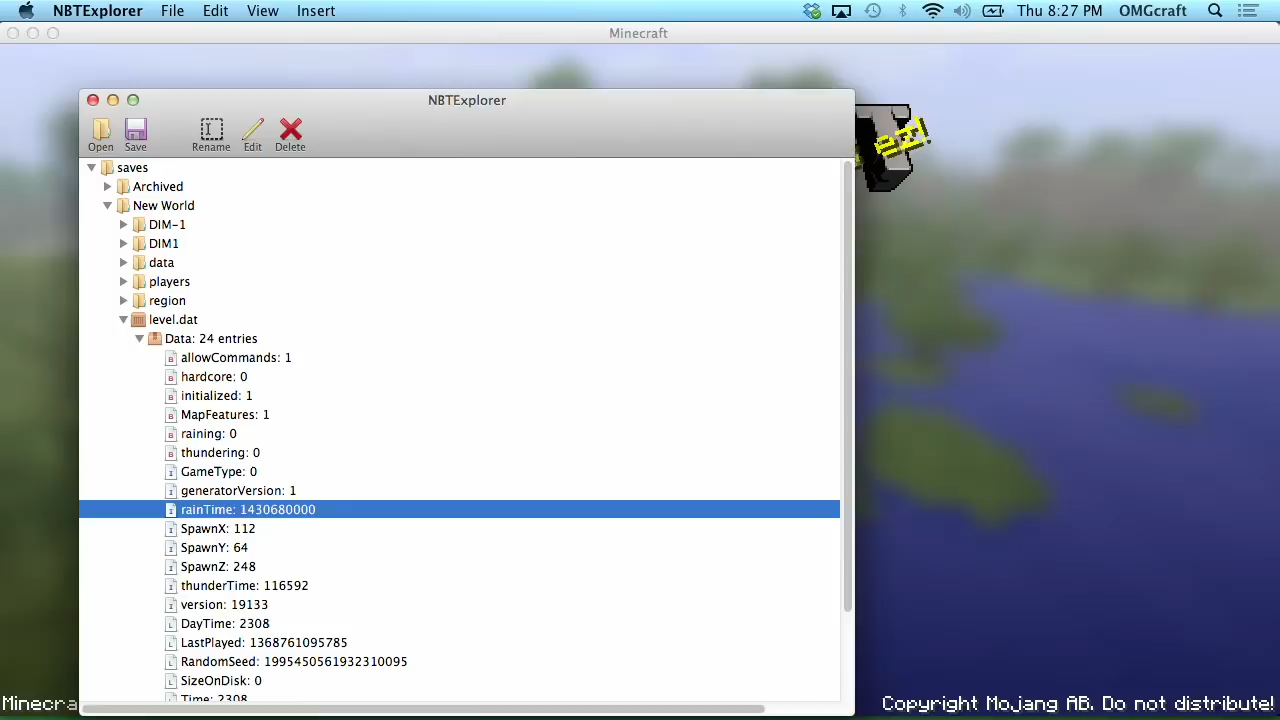 NBTExplorer File Edit View Insert Thu 8:27 PM OMGcraft
Minecraft
NBTExplorer
Open Save Rename Edit Delete
saves
Archived
New World
DIM-1
DIM1
data
players
region
level.dat
Data: 24 entries
allowCommands: 1
hardcore: 0
initialized: 1
MapFeatures: 1
raining: 0
thundering: 0
GameType: 0
generatorVersion: 1
rainTime: 1430680000
SpawnX: 112
SpawnY: 64
SpawnZ: 248
thunderTime: 116592
version: 19133
DayTime: 2308
LastPlayed: 1368761095785
RandomSeed: 1995450561932310095
SizeOnDisk: 0
Time: 2308
Minecra
Copyright Mojang AB. Do not distribute!